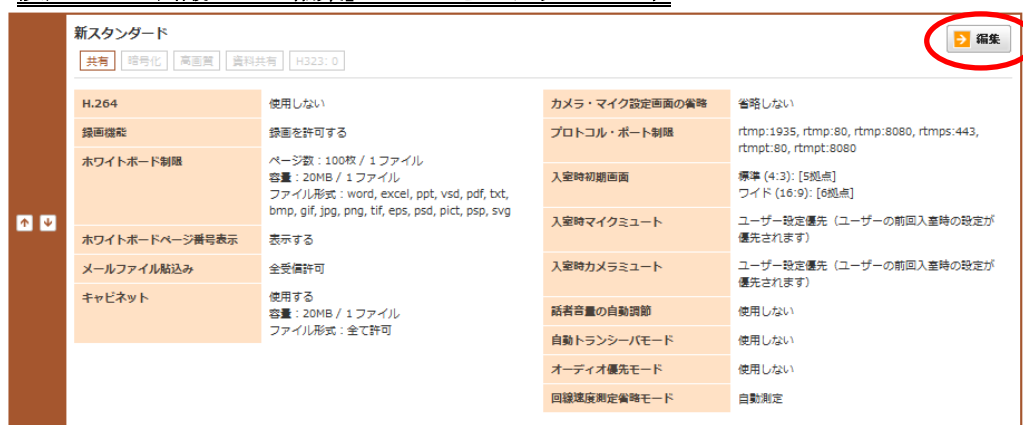 新スタンダード
編集
共有 暗号化 高画質 資料共有 H323: 0
H.264 使用しない
録画機能 録画を許可する
ホワイトボード制限 ページ数：100枚 / 1ファイル
容量：20MB / 1ファイル
ファイル形式：word, excel, ppt, vsd, pdf, txt,
bmp, gif, jpg, png, tif, eps, psd, pict, psp, svg
ホワイトボードページ番号表示 表示する
メールファイル貼込み 全受信許可
キャビネット 使用する
容量：20MB / 1ファイル
ファイル形式：全て許可
カメラ・マイク設定画面の省略 省略しない
プロトコル・ポート制限 rtmp:1935, rtmp:80, rtmp:8080, rtmps:443,
rtmpt:80, rtmpt:8080
入室時初期画面 標準 (4:3): [5拠点]
ワイド (16:9): [6拠点]
入室時マイクミュート ユーザー設定優先（ユーザーの前回入室時の設定が
優先されます）
入室時カメラミュート ユーザー設定優先（ユーザーの前回入室時の設定が
優先されます）
話者音量の自動調節 使用しない
自動トランシーバモード 使用しない
オーディオ優先モード 使用しない
回線速度測定省略モード 自動測定